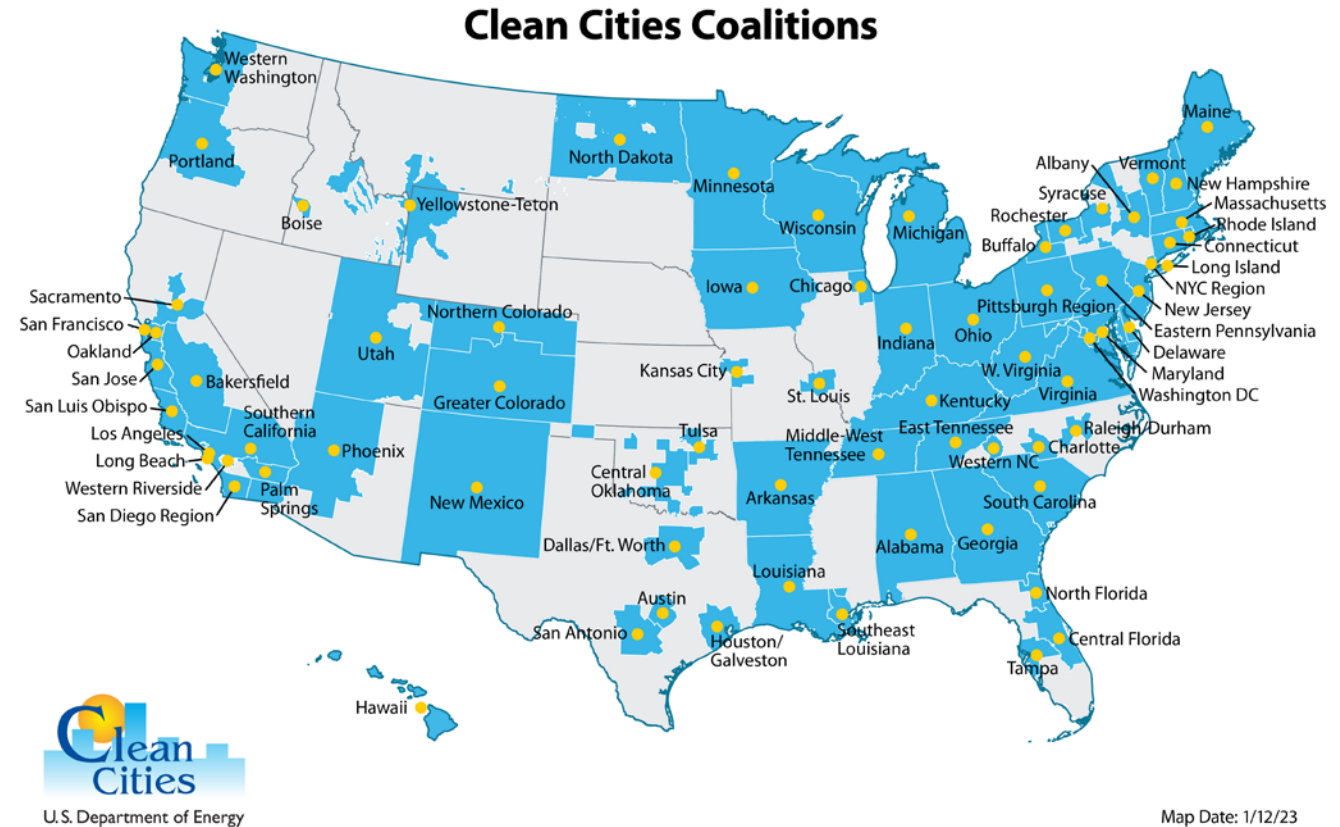 Clean Cities Coalitions
Western
Washington
Portland
Boise
Yellowstone-Teton
North Dakota
Minnesota
Wisconsin
Michigan
Iowa
Chicago
Indiana
Ohio
Pittsburgh Region
Maine
Albany
Vermont
Syracuse
New Hampshire
Massachusetts
Rochester
Rhode Island
Buffalo
Connecticut
Long Island
NYC Region
New Jersey
Eastern Pennsylvania
Delaware
Maryland
Washington DC
W. Virginia
Virginia
Kentucky
Sacramento
San Francisco
Oakland
San Jose
San Luis Obispo
Bakersfield
Los Angeles
Long Beach
Western Riverside
San Diego Region
Southern
California
Palm
Springs
Utah
Northern Colorado
Greater Colorado
Phoenix
New Mexico
Kansas City
St. Louis
Tulsa
Central
Oklahoma
Middle-West
Tennessee
East Tennessee
Western NC
Raleigh/Durham
Charlotte
South Carolina
Arkansas
Alabama
Georgia
Dallas/Ft. Worth
Louisiana
Austin
San Antonio
Houston/
Galveston
Southeast
Louisiana
North Florida
Central Florida
Tampa
Hawaii
Clean
Cities
U.S. Department of Energy
Map Date: 1/12/23